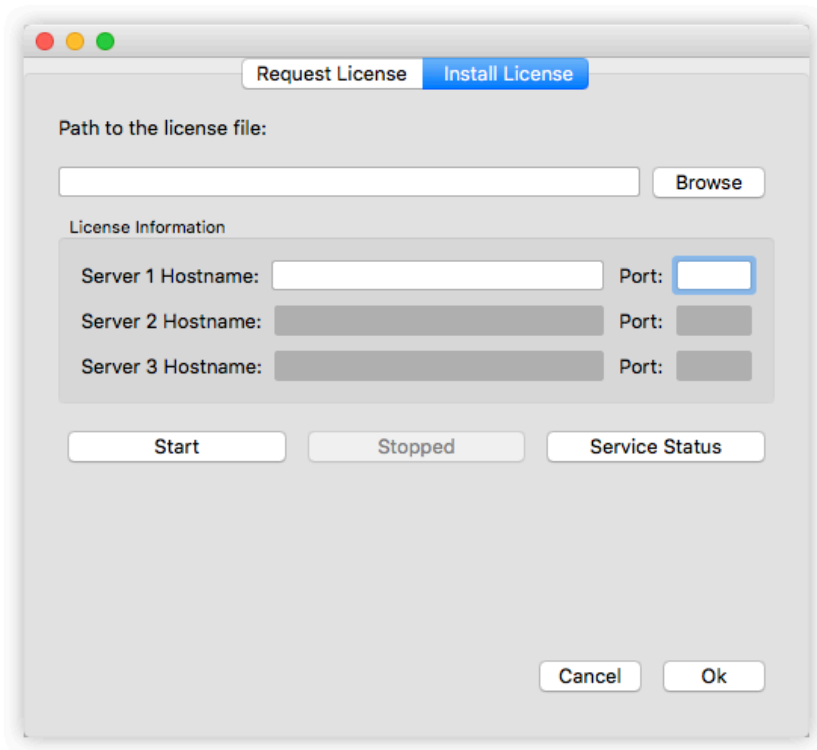 Request License Install License
Path to the license file:
Browse
License Information
Server 1 Hostname: Port:
Server 2 Hostname: Port:
Server 3 Hostname: Port:
Start Stopped Service Status
Cancel Ok